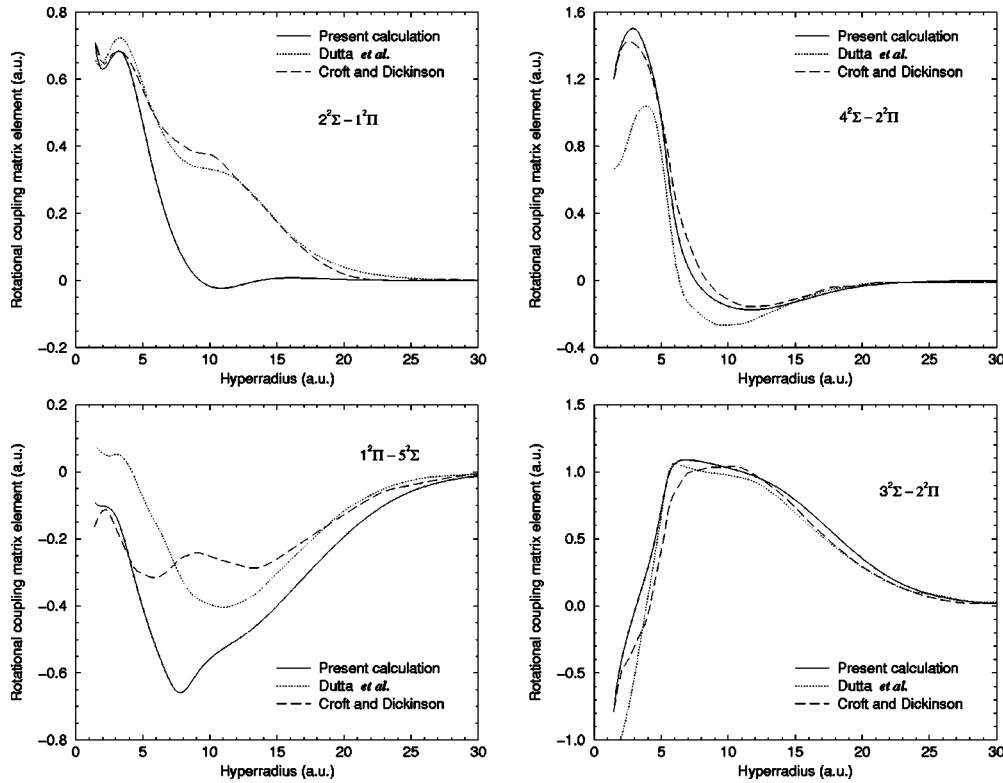 Rotational coupling matrix element (a.u.)
0.8
0.6
0.4
0.2
0
−0.2
Present calculation
Dutta et al.
Croft and Dickinson
2²Σ−1²Π
0 5 10 15 20 25 30
Hyperradius (a.u.)
Rotational coupling matrix element (a.u.)
1.6
1.2
0.8
0.4
0
−0.4
Present calculation
Dutta et al.
Croft and Dickinson
4²Σ−2²Π
0 5 10 15 20 25 30
Hyperradius (a.u.)
Rotational coupling matrix element (a.u.)
0.2
0
−0.2
−0.4
−0.6
−0.8
1²Π−5²Σ
Present calculation
Dutta et al.
Croft and Dickinson
0 5 10 15 20 25 30
Hyperradius (a.u.)
Rotational coupling matrix element (a.u.)
1.5
1.0
0.5
0.0
−0.5
−1.0
3²Σ−2²Π
Present calculation
Dutta et al.
Croft and Dickinson
0 5 10 15 20 25 30
Hyperradius (a.u.)